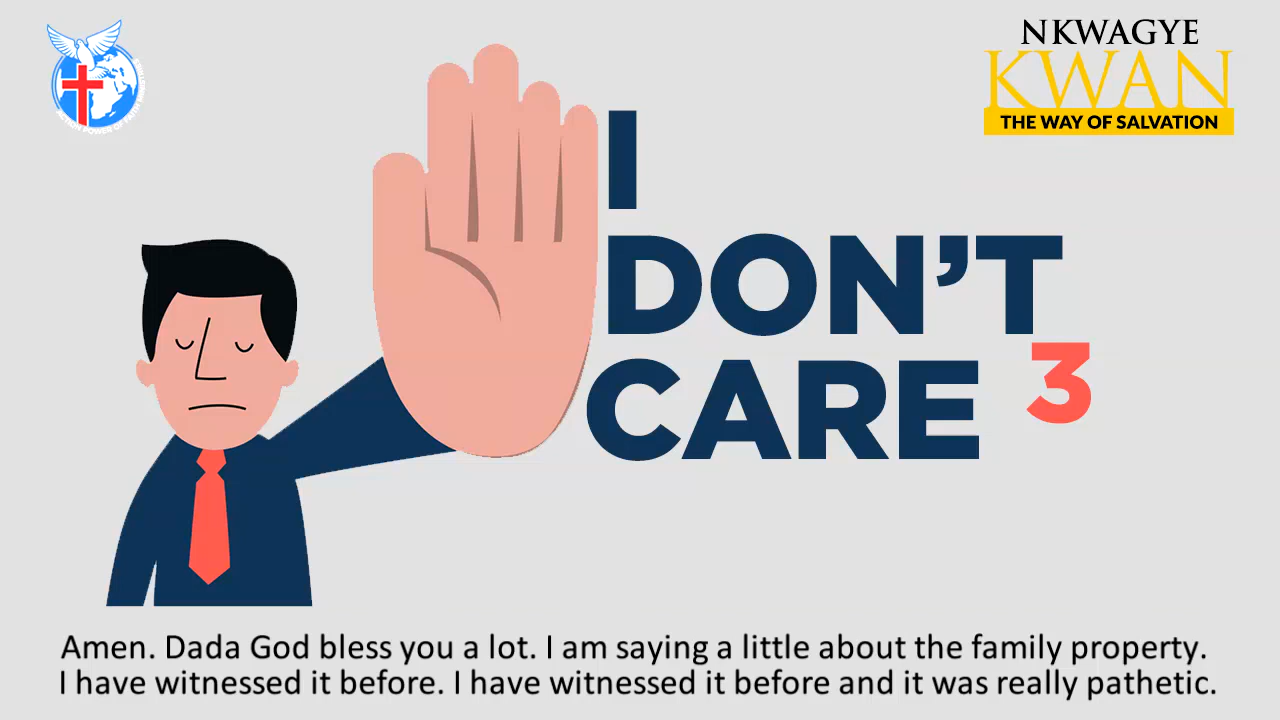 NKWAGYE
KWAN
THE WAY OF SALVATION
I
DON'T
CARE 3
Amen. Dada God bless you a lot. I am saying a little about the family property.
I have witnessed it before. I have witnessed it before and it was really pathetic.